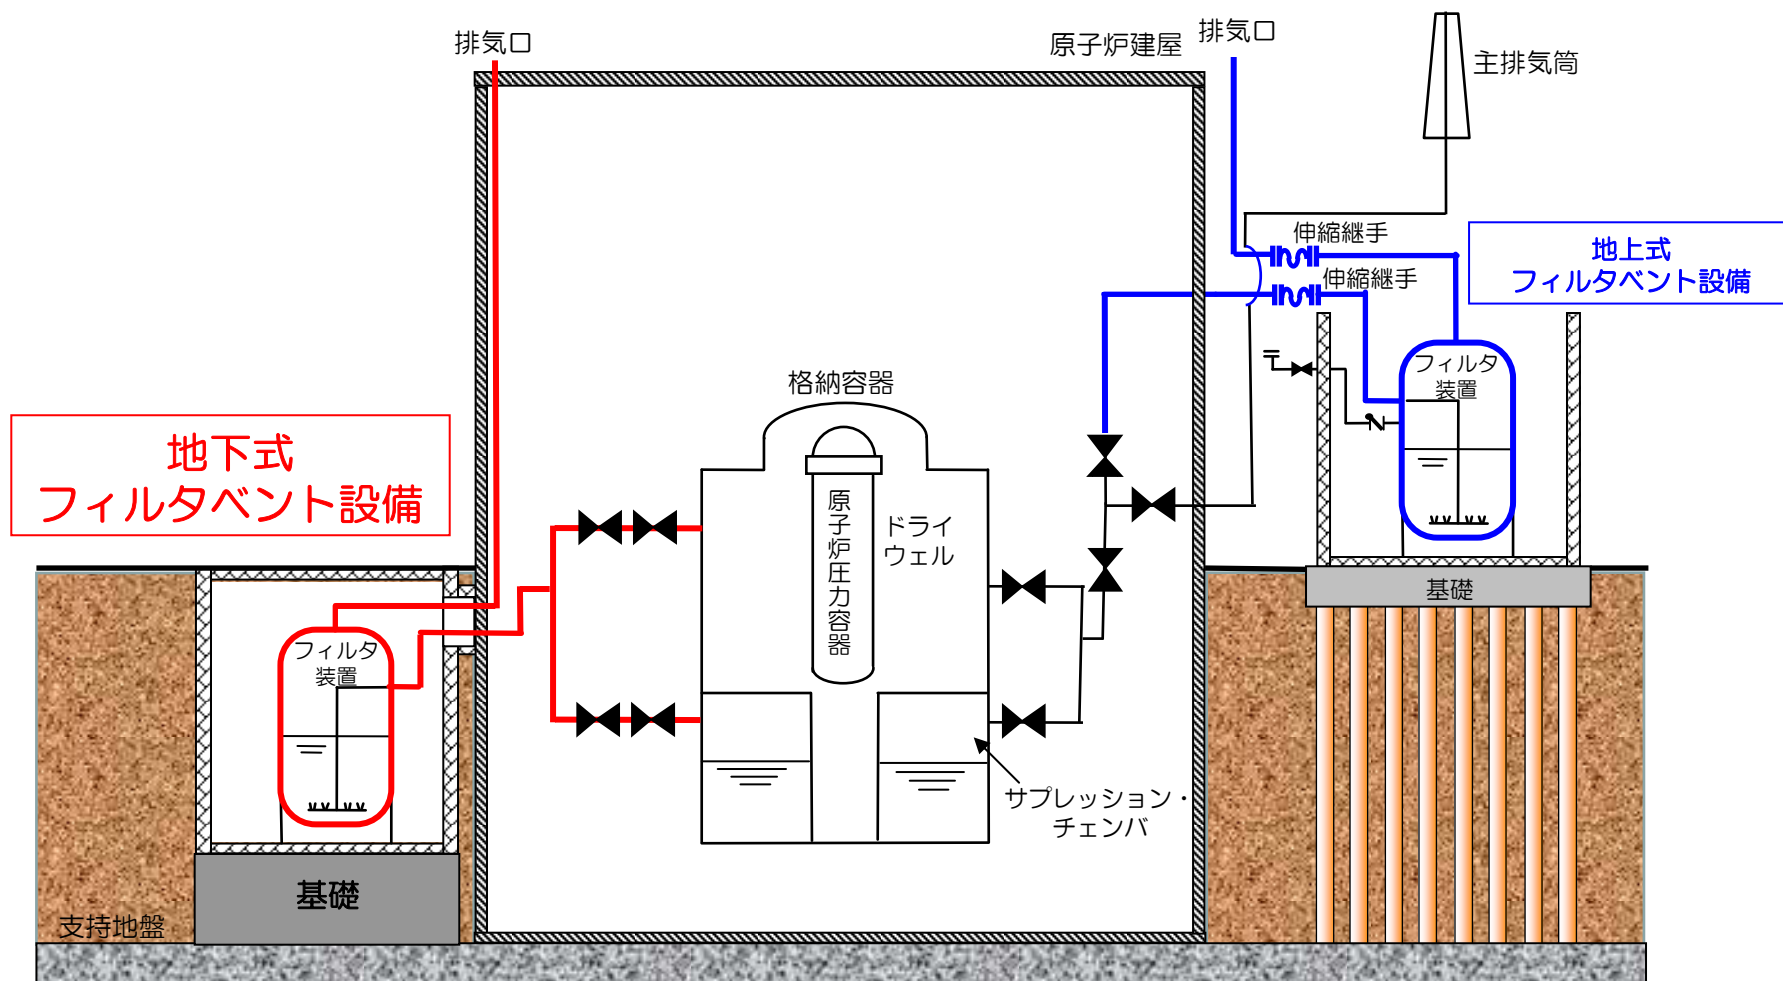 排気口
原子炉建屋
排気口
主排気筒
伸縮継手
伸縮継手
地上式
フィルタベント設備
フィルタ
装置
格納容器
地下式
フィルタベント設備
原子炉圧力容器
ドライ
ウェル
基礎
フィルタ
装置
サプレッション・
チェンバ
基礎
支持地盤